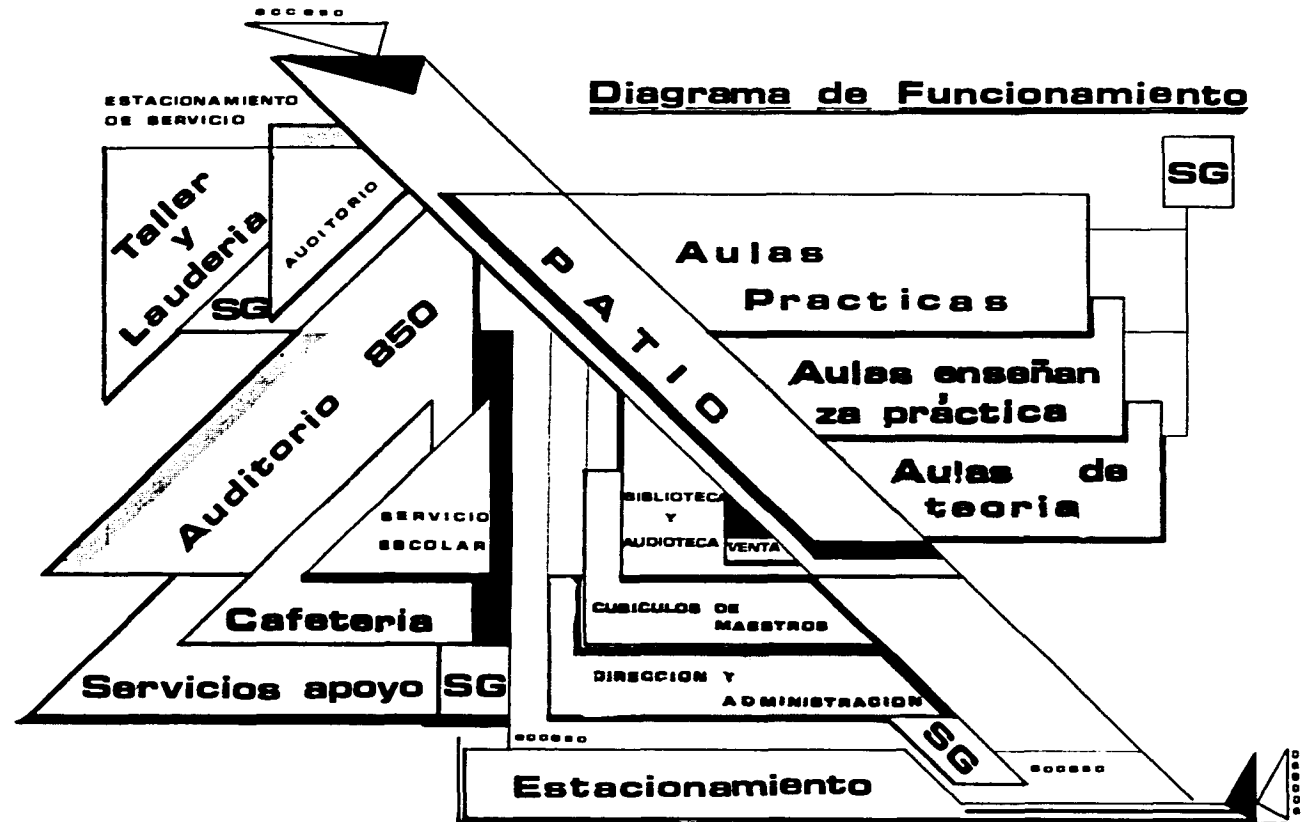 acceso
Diagrama de Funcionamiento
ESTACIONAMIENTO
DE SERVICIO
SG
Taller
y
Lauderia
AUDITORIO
SG
PATIO
Aulas
Practicas
Auditorio 850
Aulas enseñan
za práctica
Aulas de
teoria
SERVICIO
ESCOLAR
BIBLIOTECA
Y
AUDIOTECA
VENTA
Cafeteria
CUBICULOS DE
MAESTROS
Servicios apoyo
SG
DIRECCION Y
ADMINISTRACION
SG
acceso
acceso
Estacionamiento
acceso